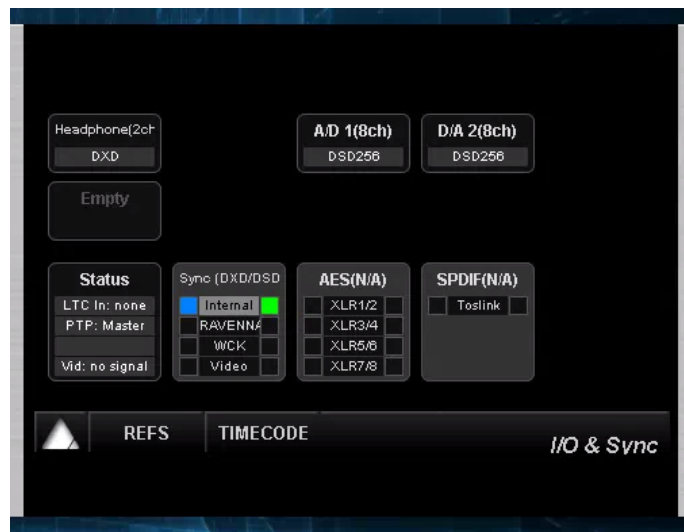 Headphone(2ch
DXD
A/D 1(8ch)
DSD256
D/A 2(8ch)
DSD256
Empty
Status
LTC In: none
PTP: Master
Vid: no signal
Sync (DXD/DSD
Internal
RAVENNA
WCK
Video
AES(N/A)
XLR1/2
XLR3/4
XLR5/6
XLR7/8
SPDIF(N/A)
Toslink
REFS
TIMECODE
I/O & Sync